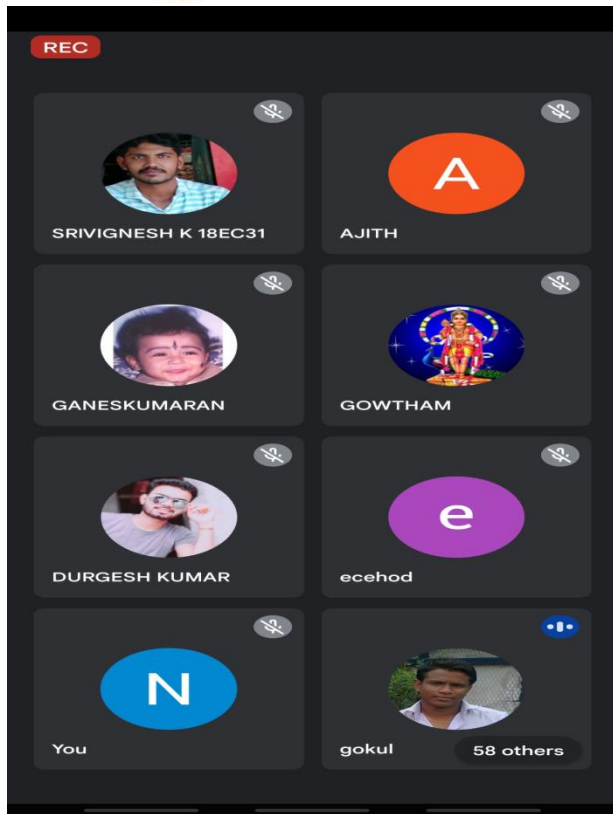 REC
SRIVIGNESH K 18EC31
A
AJITH
GANESKUMARAN
GOWTHAM
DURGESH KUMAR
e
ecehod
N
You
gokul
58 others